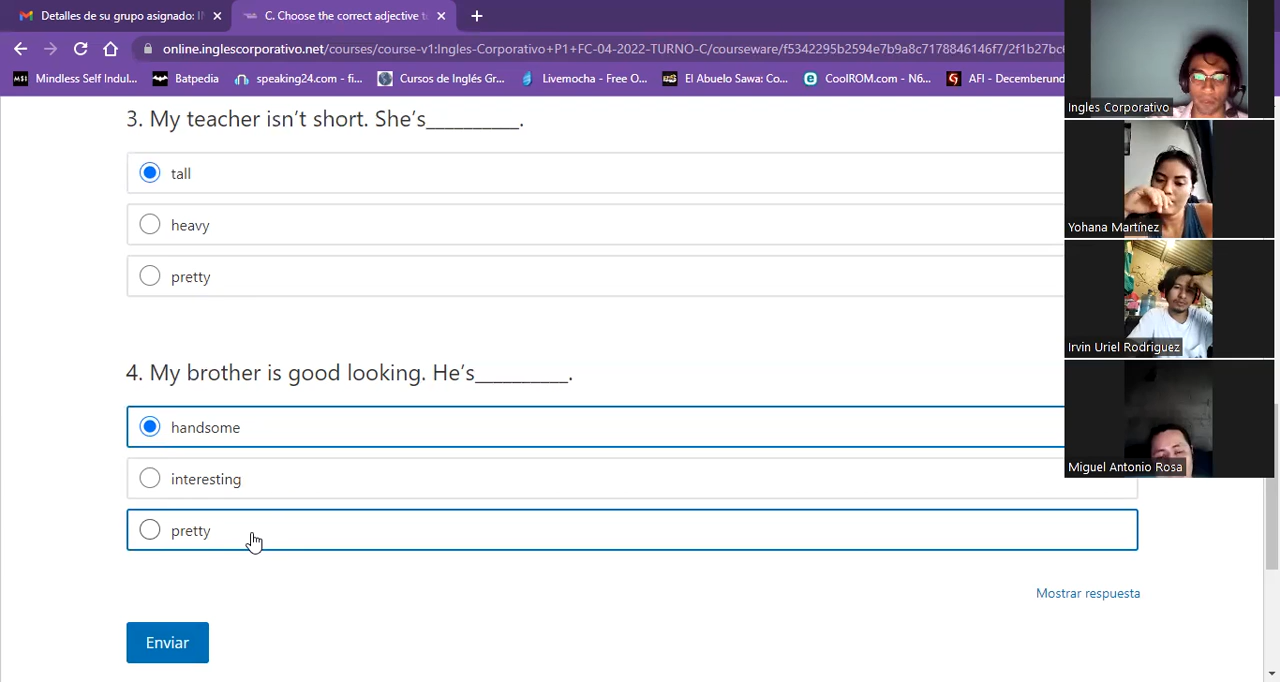 Detalles de su grupo asignado: I
C. Choose the correct adjective t
online.inglescorporativo.net/courses/course-v1:Ingles-Corporativo+P1+FC-04-2022-TURNO-C/courseware/f5342295b2594e7b9a8c7178846146f7/2f1b27bc
Mindless Self Indul...
Batpedia
speaking24.com - fi...
Cursos de Inglés Gr...
Livemocha - Free O...
El Abuelo Sawa: Co...
CoolROM.com - N6...
AFI - Decemberund
3. My teacher isn't short. She's__________.
tall
heavy
pretty
4. My brother is good looking. He's__________.
handsome
interesting
pretty
Mostrar respuesta
Enviar
Ingles Corporativo
Yohana Martínez
Irvin Uriel Rodriguez
Miguel Antonio Rosa